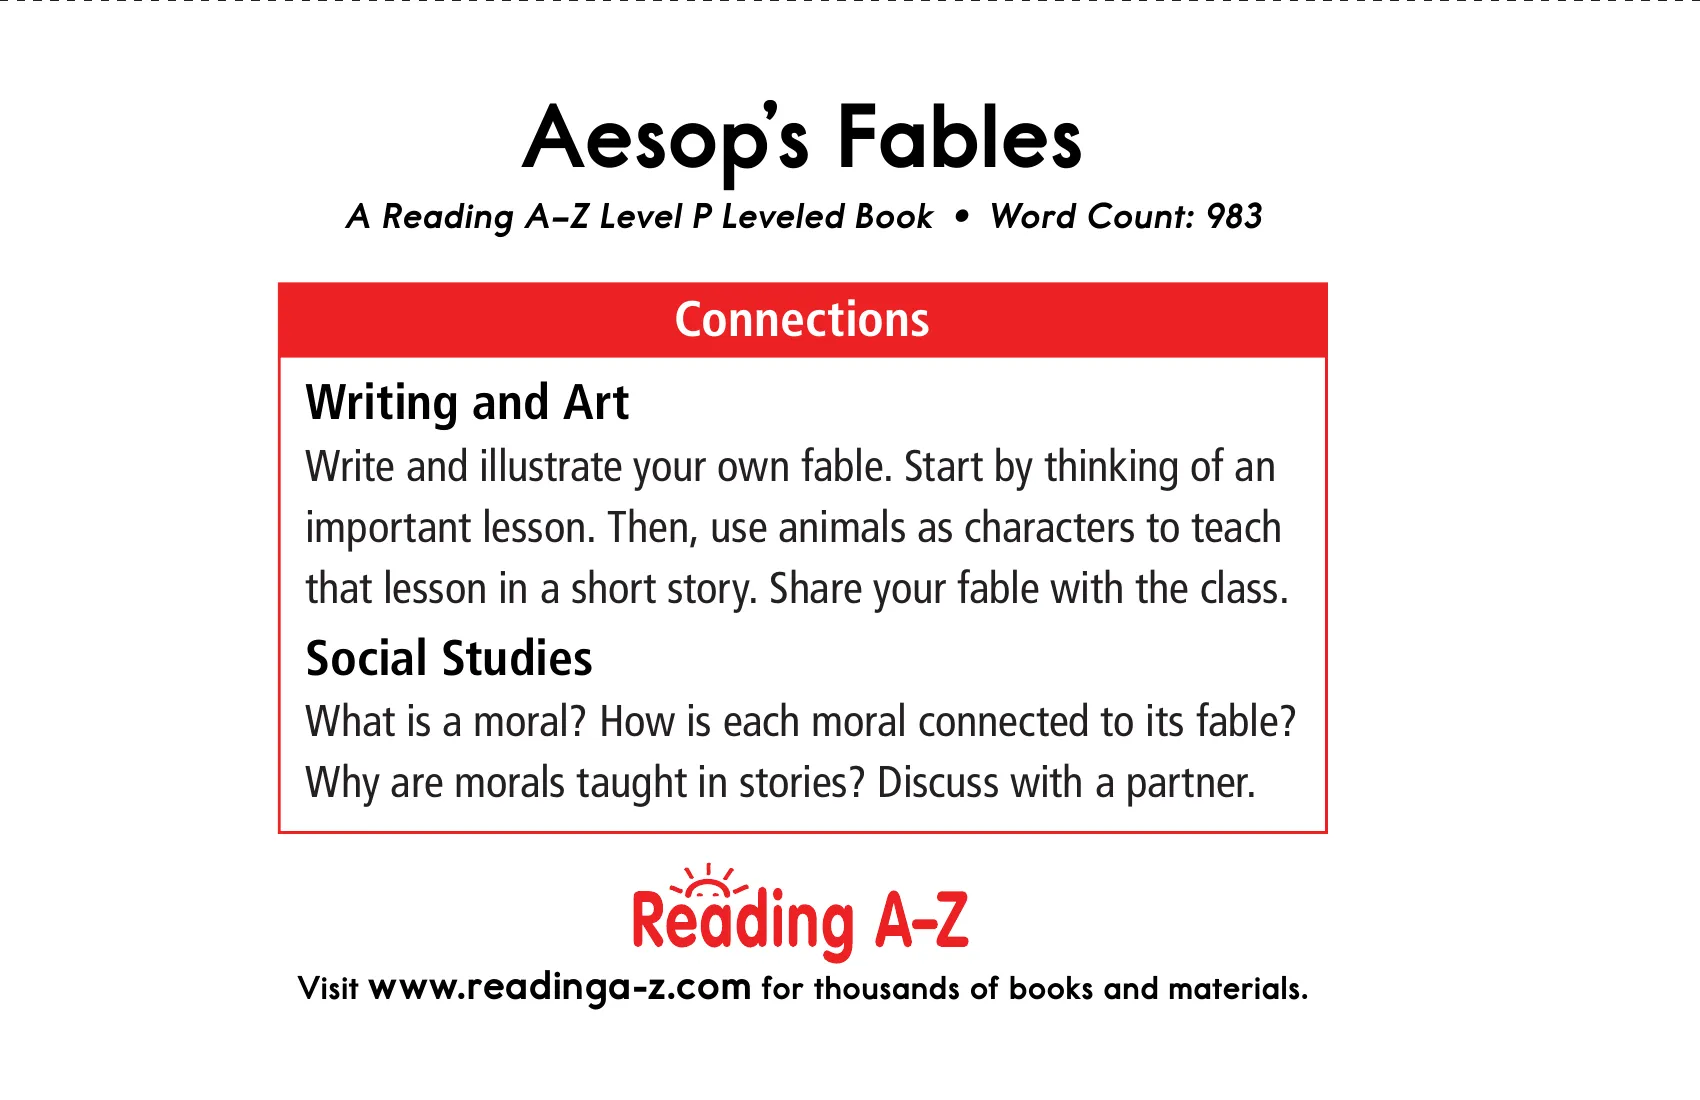 Aesop’s Fables
A Reading A–Z Level P Leveled Book • Word Count: 983
Connections
Writing and Art
Write and illustrate your own fable. Start by thinking of an
important lesson. Then, use animals as characters to teach
that lesson in a short story. Share your fable with the class.
Social Studies
What is a moral? How is each moral connected to its fable?
Why are morals taught in stories? Discuss with a partner.
Reading A–Z
Visit www.readinga-z.com for thousands of books and materials.